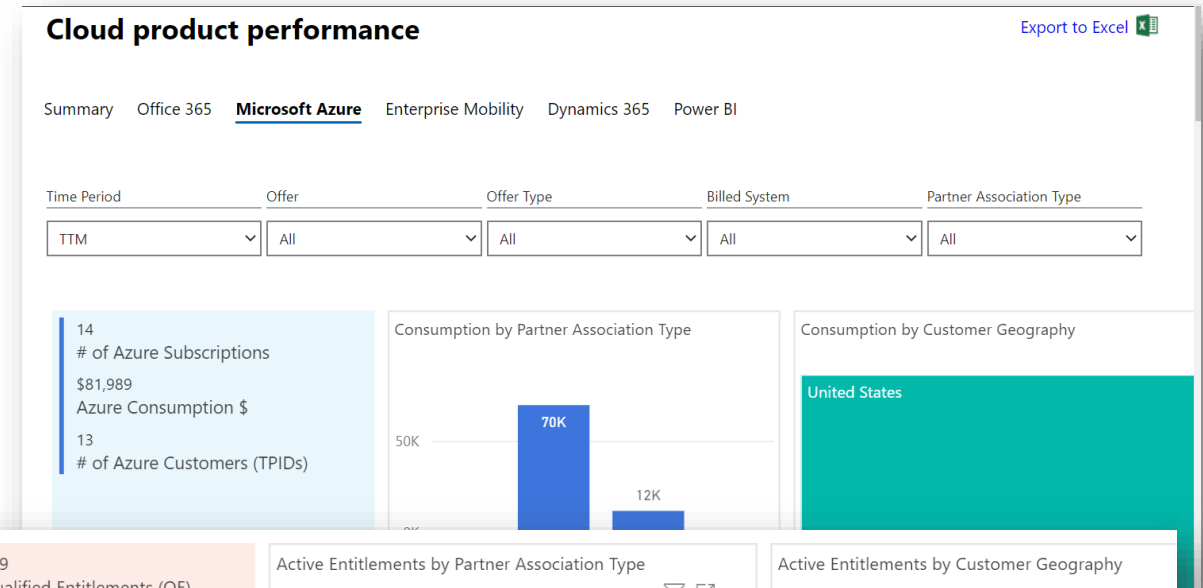 Cloud product performance
Export to Excel
Summary Office 365 Microsoft Azure Enterprise Mobility Dynamics 365 Power BI
Time Period Offer Offer Type Billed System Partner Association Type
TTM All All All All
14
# of Azure Subscriptions
$81,989
Azure Consumption $
13
# of Azure Customers (TPIDs)
Consumption by Partner Association Type
70K
50K
12K
Consumption by Customer Geography
United States
9
Entitlements (QE)
Active Entitlements by Partner Association Type
Active Entitlements by Customer Geography